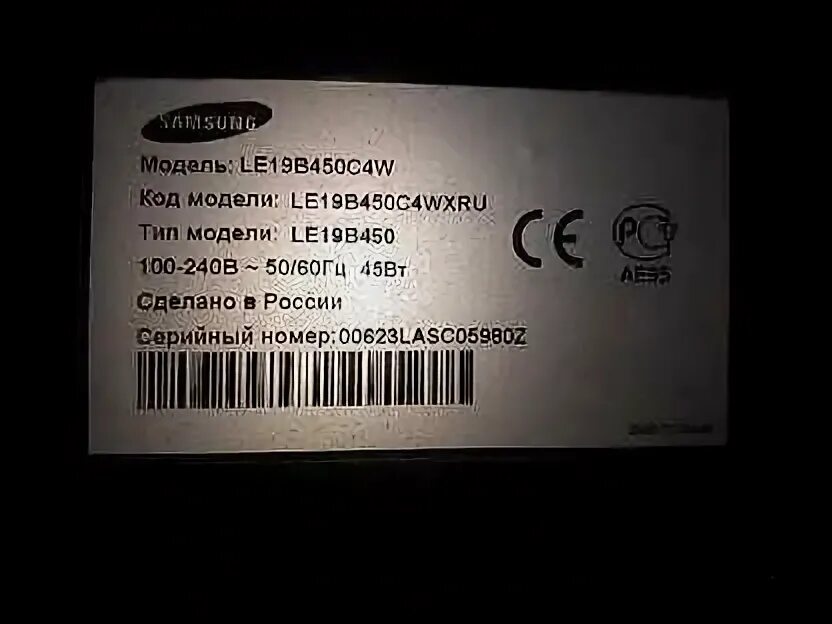 SAMSUNG
Модель: LE19B450C4W
Код модели: LE19B450C4WXRU
Тип модели: LE19B450
100-240В ~ 50/60Гц 45Вт
Сделано в России
Серийный номер:00623LASC05980Z
CE
РСТ